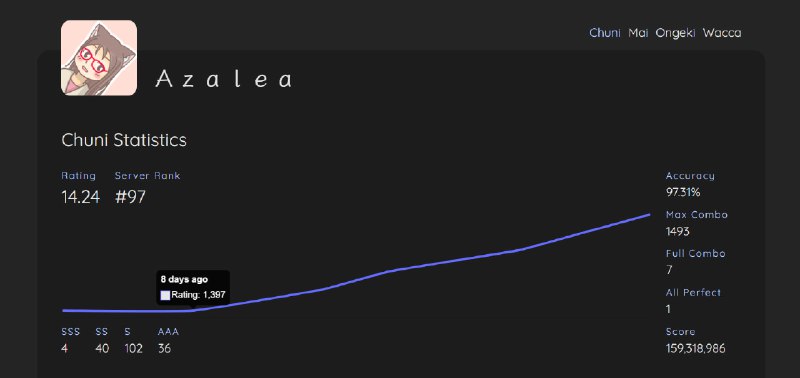 Chuni Mai Ongeki Wacca
Azalea
Chuni Statistics
Rating Server Rank
14.24 #97
Accuracy
97.31%
Max Combo
1493
Full Combo
7
All Perfect
1
Score
159,318,986
8 days ago
Rating: 1,397
SSS SS S AAA
4 40 102 36